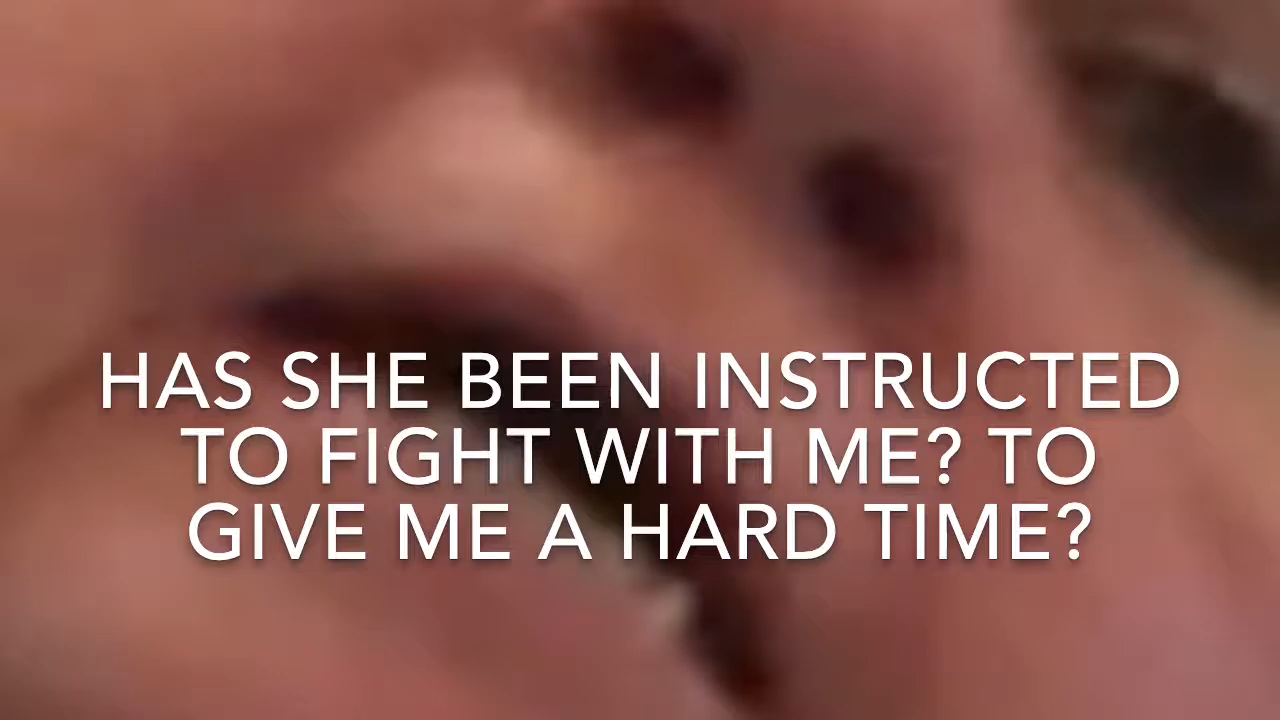 HAS SHE BEEN INSTRUCTED
TO FIGHT WITH ME? TO
GIVE ME A HARD TIME?